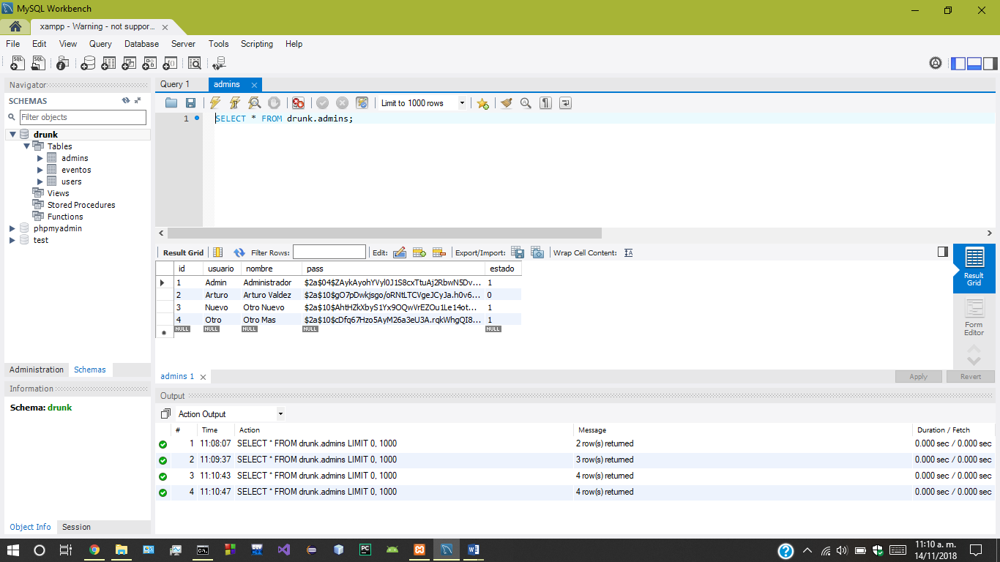 MySQL Workbench
xampp - Warning - not suppor...
File Edit View Query Database Server Tools Scripting Help
Navigator
SCHEMAS
Filter objects
drunk
Tables
admins
eventos
users
Views
Stored Procedures
Functions
phpmyadmin
test
Administration Schemas
Information
Schema: drunk
Object Info Session
Query 1 admins
Limit to 1000 rows
1 SELECT * FROM drunk.admins;
Result Grid Filter Rows: Edit: Export/Import: Wrap Cell Content:
id usuario nombre pass estado
1 Admin Administrador $2a$04$ZAykAyohYVyl0J1S8cxTtuAj2RbwN5Dv... 1
2 Arturo Arturo Valdez $2a$10$gO7pDwkjsgo/oRNtLTCVgeJCyJa.h0v6... 0
3 Nuevo Otro Nuevo $2a$10$AhtHZkXbyS1Yx9OQwVrEZOu1Le14ot... 1
4 Otro Otro Mas $2a$10$cDfq67Hzo5AyM26a3eU3A.rqkWhgQI8... 1
NULL NULL NULL NULL NULL
Result
Grid
Form
Editor
admins 1
Apply Revert
Output
Action Output
# Time Action Message Duration / Fetch
1 11:08:07 SELECT * FROM drunk.admins LIMIT 0, 1000 2 row(s) returned 0.000 sec / 0.000 sec
2 11:09:37 SELECT * FROM drunk.admins LIMIT 0, 1000 3 row(s) returned 0.000 sec / 0.000 sec
3 11:10:43 SELECT * FROM drunk.admins LIMIT 0, 1000 4 row(s) returned 0.000 sec / 0.000 sec
4 11:10:47 SELECT * FROM drunk.admins LIMIT 0, 1000 4 row(s) returned 0.000 sec / 0.000 sec
11:10 a. m.
14/11/2018